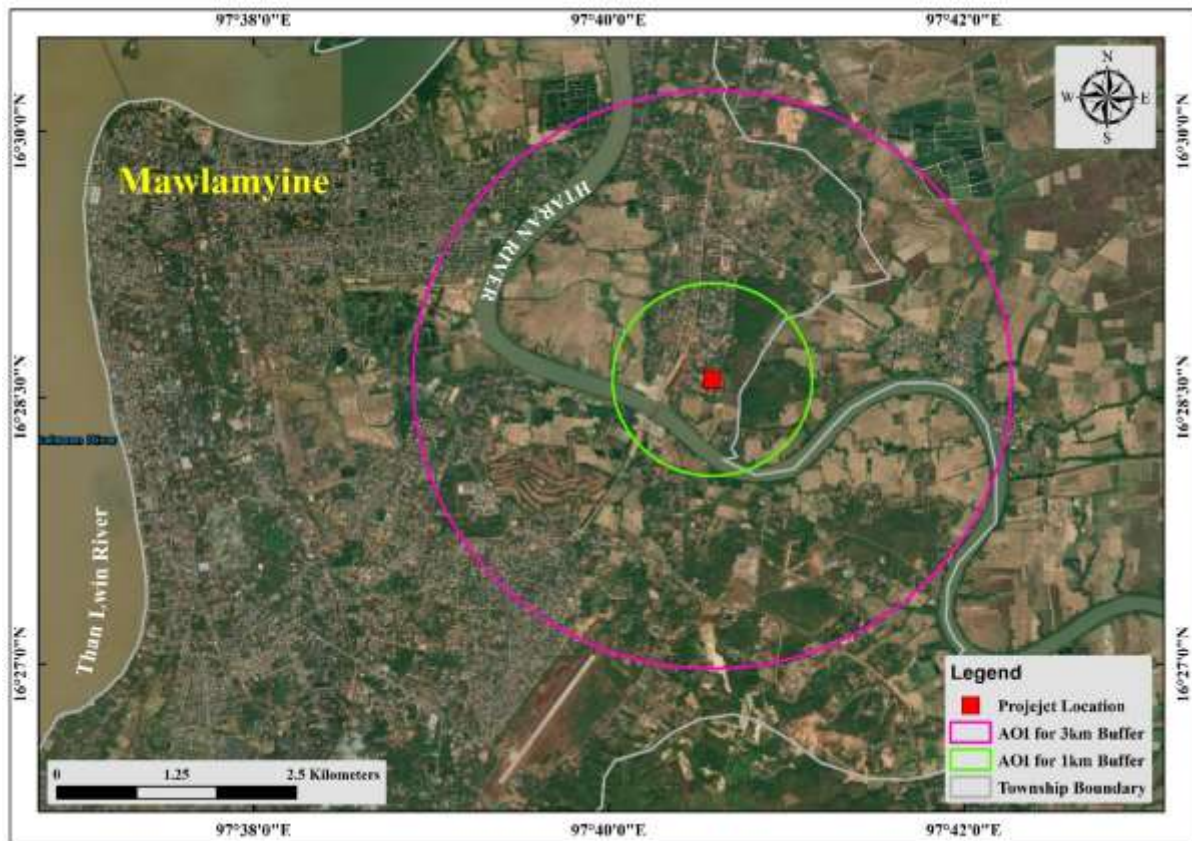 97°38'0"E 97°40'0"E 97°42'0"E
16°30'0"N
16°28'30"N
16°27'0"N
16°30'0"N
16°28'30"N
16°27'0"N
N
W E
S
Mawlamyine
HTARAN RIVER
Than Lwin River
Legend
Projejct Location
AOI for 3km Buffer
AOI for 1km Buffer
Township Boundary
0 1.25 2.5 Kilometers
97°38'0"E 97°40'0"E 97°42'0"E